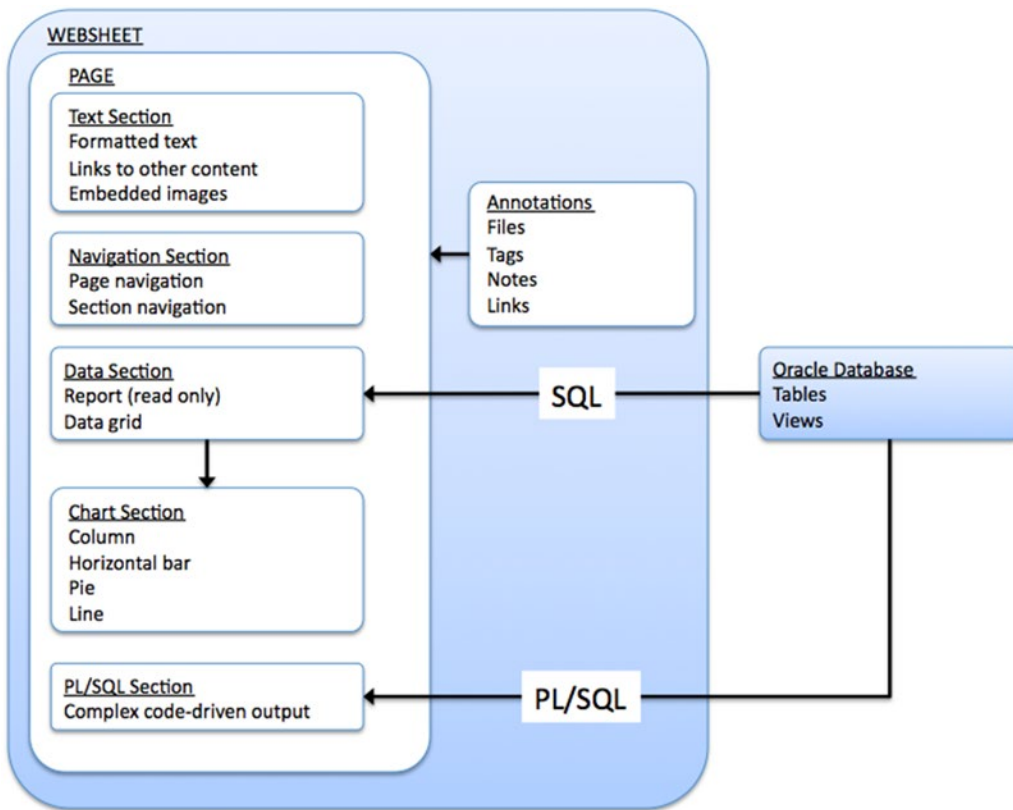 WEBSHEET
PAGE
Text Section
Formatted text
Links to other content
Embedded images
Navigation Section
Page navigation
Section navigation
Data Section
Report (read only)
Data grid
Chart Section
Column
Horizontal bar
Pie
Line
PL/SQL Section
Complex code-driven output
Annotations
Files
Tags
Notes
Links
SQL
PL/SQL
Oracle Database
Tables
Views